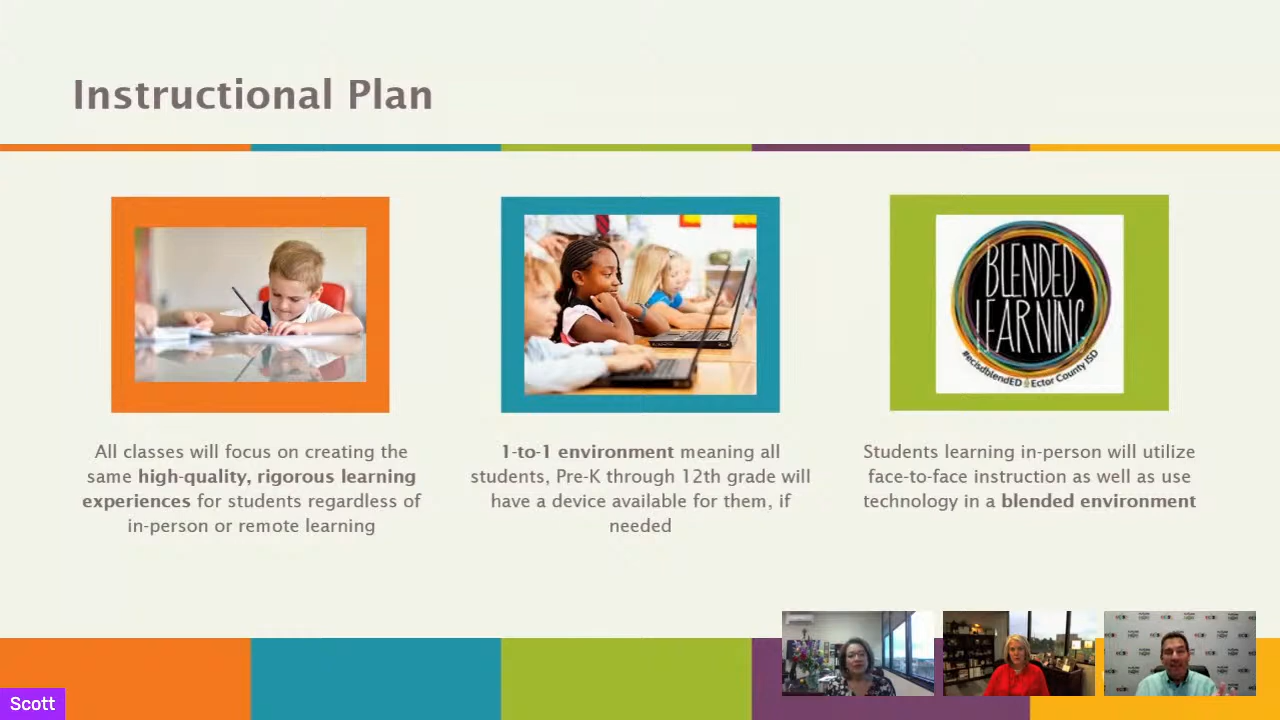 Instructional Plan
BLENDED
LEARNING
#ecisdblendED Ector County ISD
All classes will focus on creating the
same high-quality, rigorous learning
experiences for students regardless of
in-person or remote learning
1-to-1 environment meaning all
students, Pre-K through 12th grade will
have a device available for them, if
needed
Students learning in-person will utilize
face-to-face instruction as well as use
technology in a blended environment
Scott